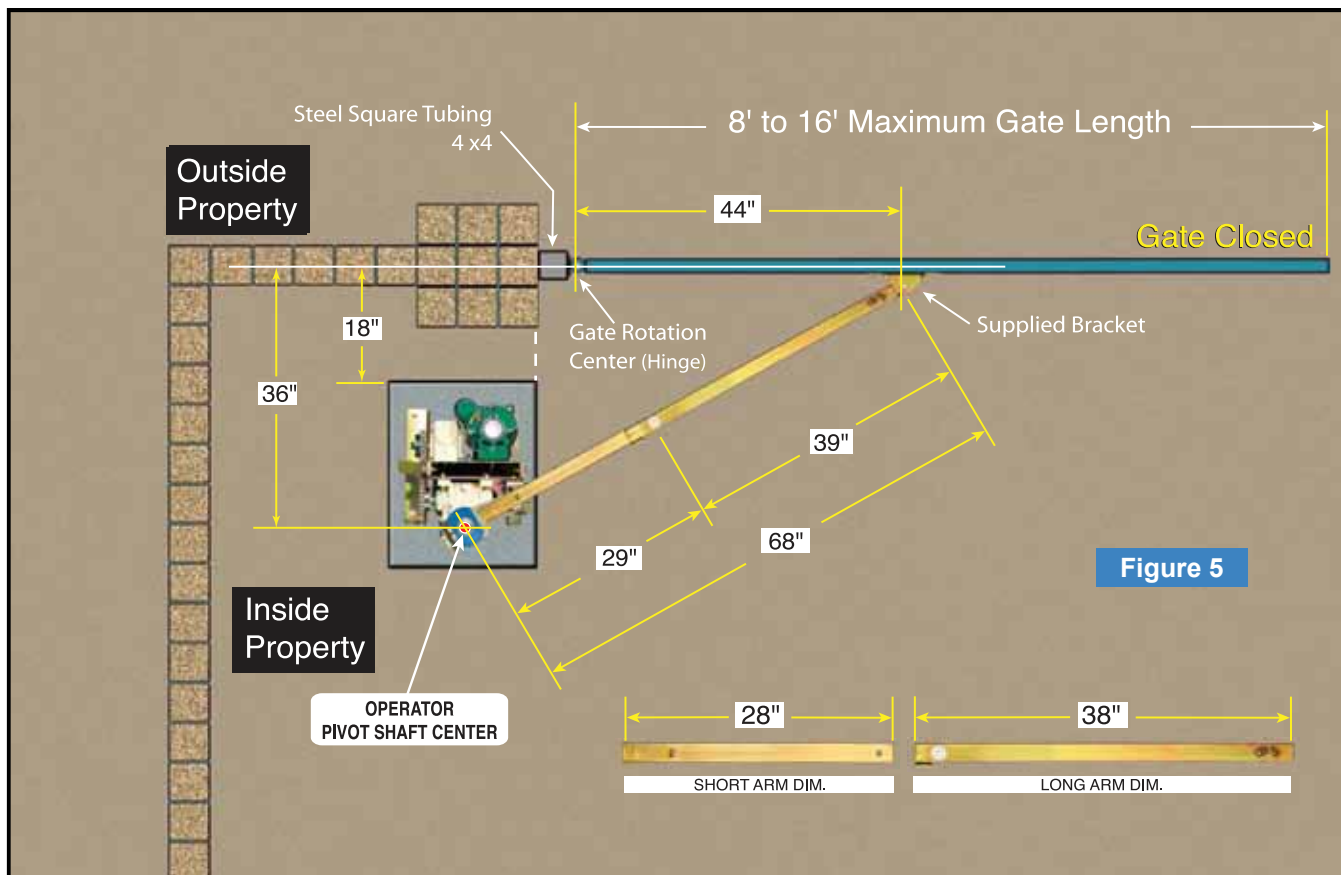 Steel Square Tubing
4 x4
8' to 16' Maximum Gate Length
Outside
Property
44"
Gate Closed
18"
Gate Rotation
Center (Hinge)
Supplied Bracket
36"
39"
29"
68"
Figure 5
Inside
Property
OPERATOR
PIVOT SHAFT CENTER
28"
38"
SHORT ARM DIM.
LONG ARM DIM.